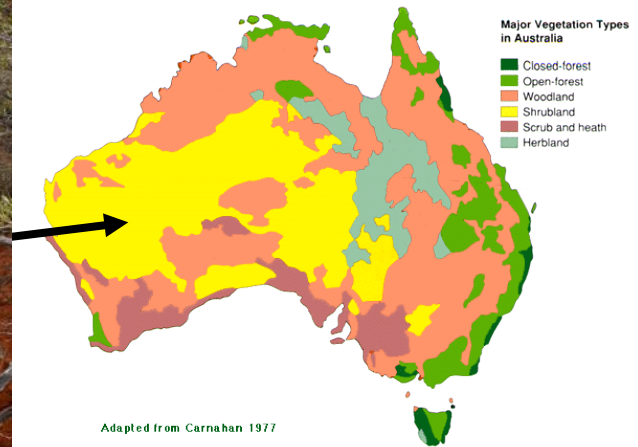 Major Vegetation Types
in Australia
Closed-forest
Open-forest
Woodland
Shrubland
Scrub and heath
Herbland
Adapted from Carnahan 1977